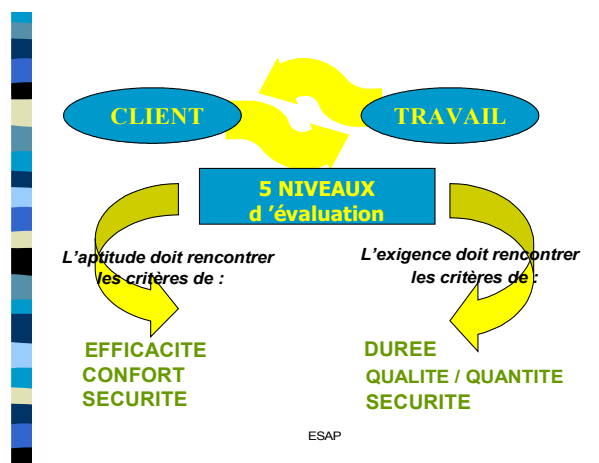 CLIENT
TRAVAIL
5 NIVEAUX
d ’évaluation
L'aptitude doit rencontrer
les critères de :
L'exigence doit rencontrer
les critères de :
EFFICACITE
CONFORT
SECURITE
DUREE
QUALITE / QUANTITE
SECURITE
ESAP